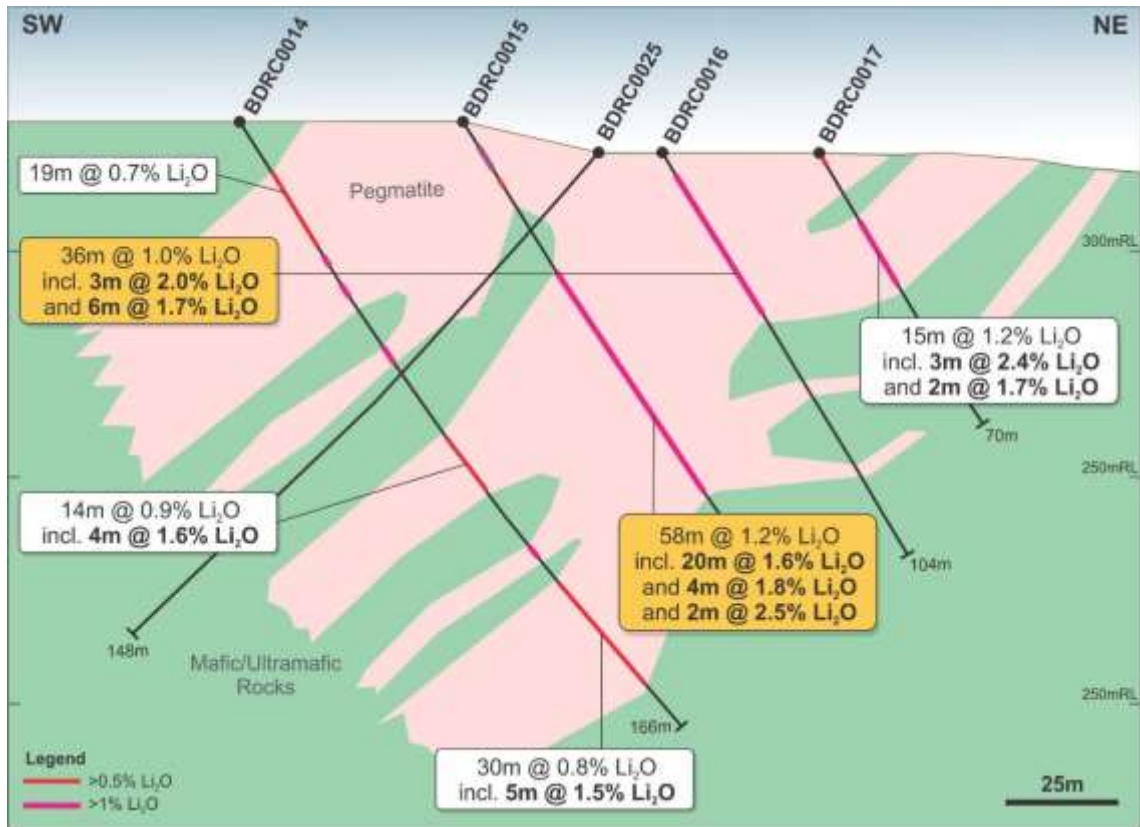 SW
NE
BDRC0014
BDRC0015
BDRC0025
BDRC0016
BDRC0017
19m @ 0.7% Li₂O
Pegmatite
36m @ 1.0% Li₂O
incl. 3m @ 2.0% Li₂O
and 6m @ 1.7% Li₂O
300mRL
15m @ 1.2% Li₂O
incl. 3m @ 2.4% Li₂O
and 2m @ 1.7% Li₂O
70m
250mRL
14m @ 0.9% Li₂O
incl. 4m @ 1.6% Li₂O
58m @ 1.2% Li₂O
incl. 20m @ 1.6% Li₂O
and 4m @ 1.8% Li₂O
and 2m @ 2.5% Li₂O
104m
148m
Mafic/Ultramafic
Rocks
250mRL
166m
Legend
>0.5% Li₂O
>1% Li₂O
30m @ 0.8% Li₂O
incl. 5m @ 1.5% Li₂O
25m